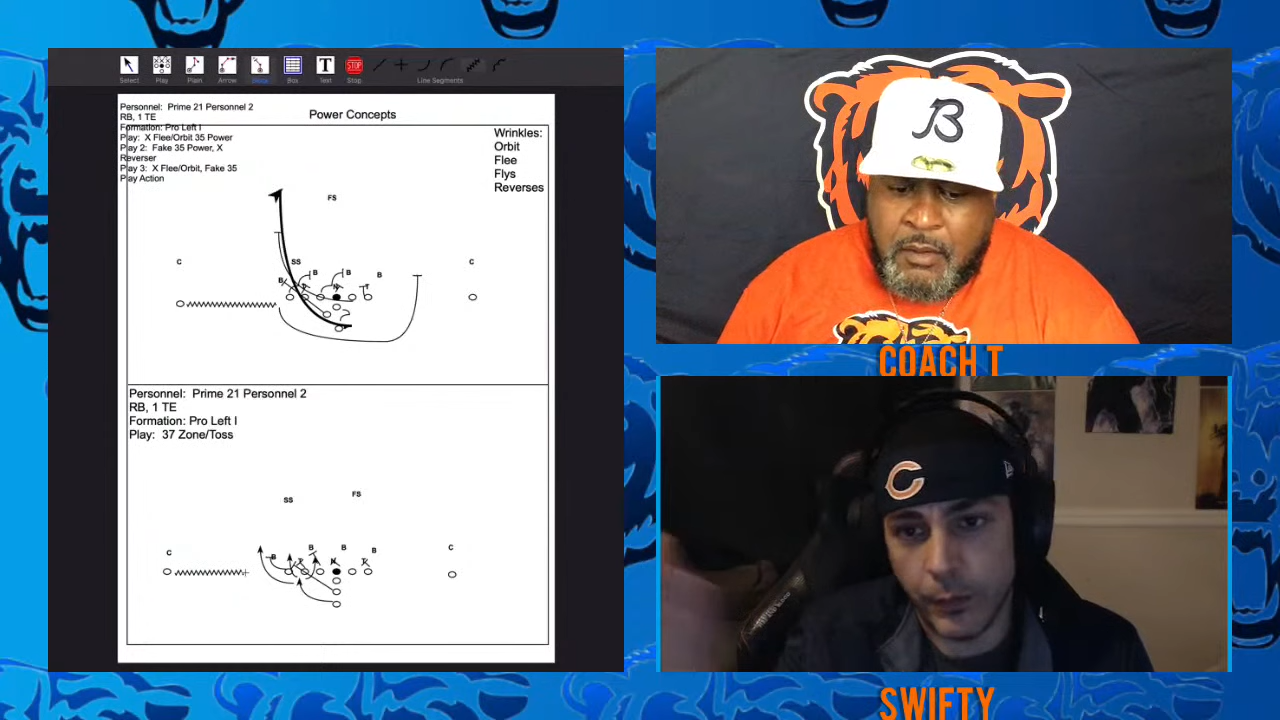 Select Play Plain Arrow Box Text Stop Line Segments
STOP
T
Personnel: Prime 21 Personnel 2
RB, 1 TE
Formation: Pro Left I
Play: X Flee/Orbit 35 Power
Play 2: Fake 35 Power, X
Reverser
Play 3: X Flee/Orbit, Fake 35
Play Action
Power Concepts
Wrinkles:
Orbit
Flee
Flys
Reverses
FS
SS
C
B
B
B
B
C
T
Personnel: Prime 21 Personnel 2
RB, 1 TE
Formation: Pro Left I
Play: 37 Zone/Toss
SS
FS
C
B
B
B
B
C
B
COACH T
C
SWIFTY